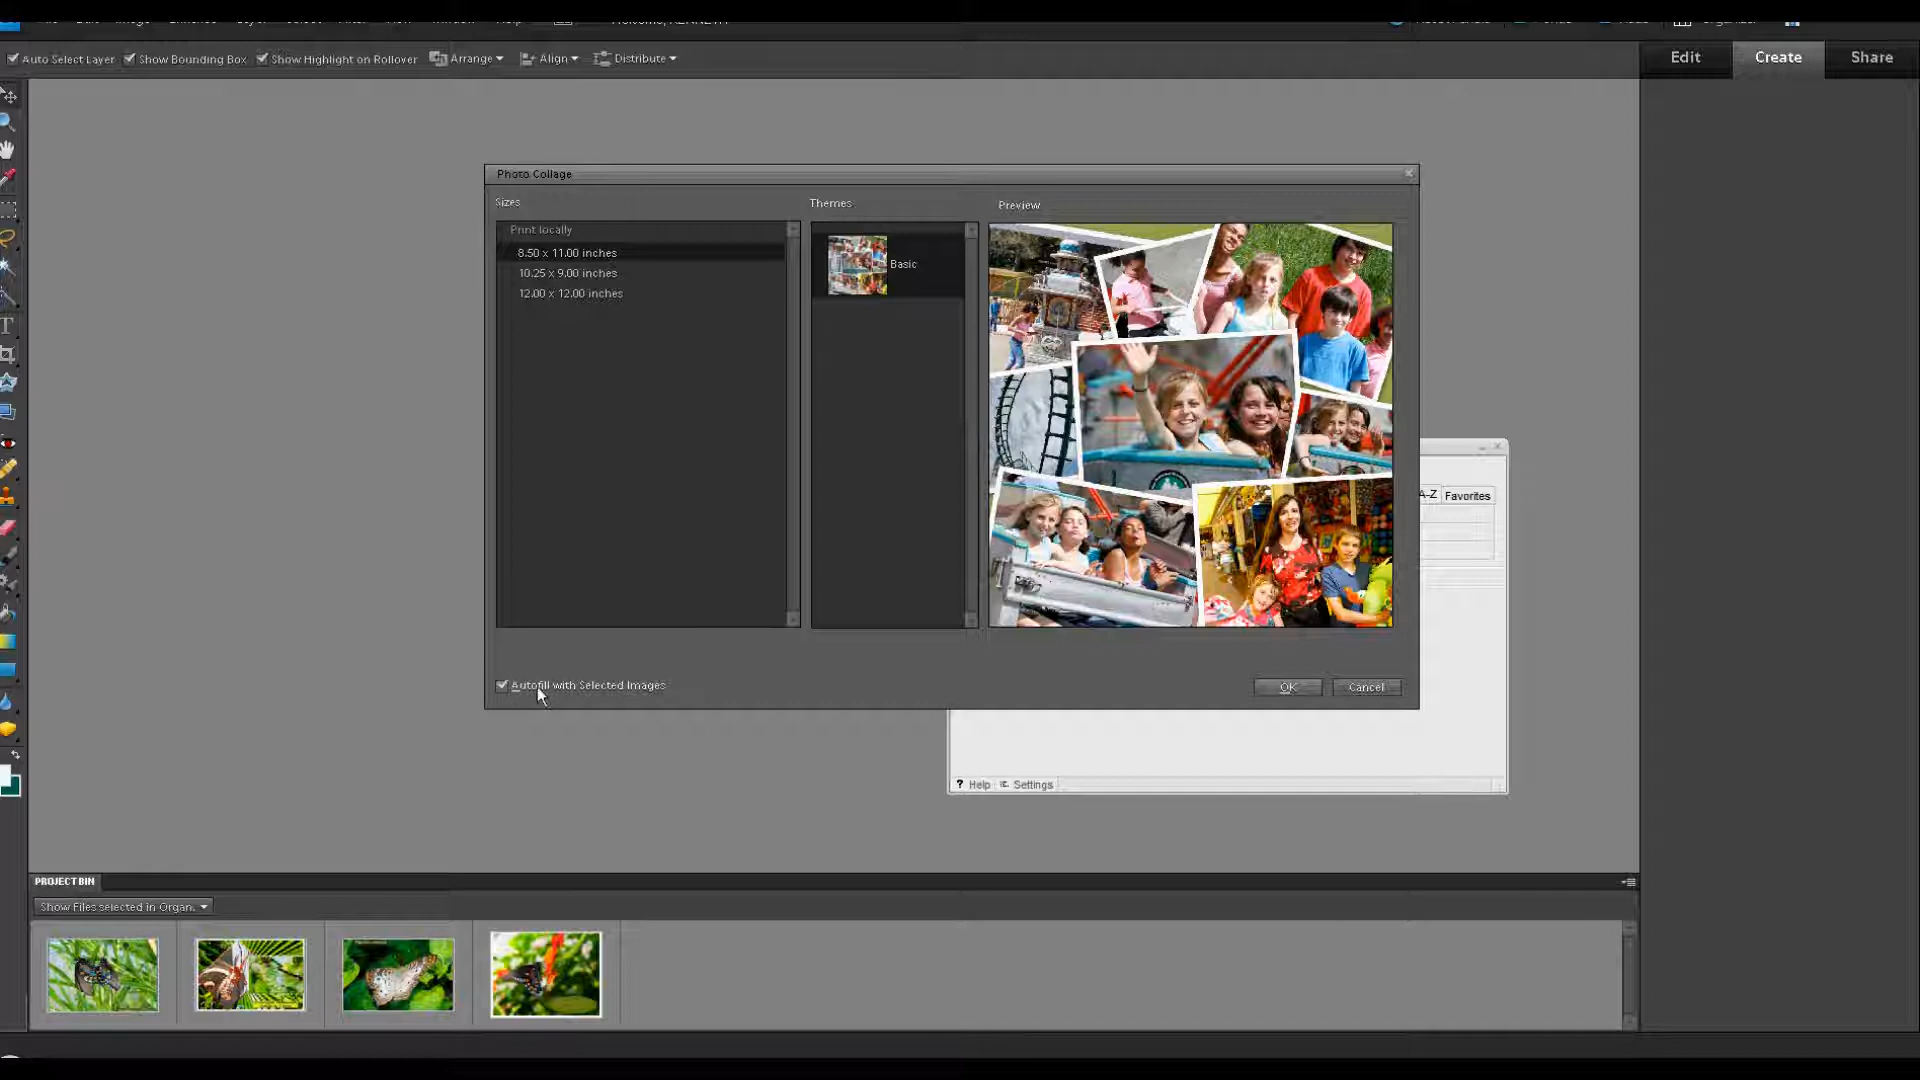 Auto Select Layer Show Bounding Box Show Highlight on Rollover Arrange Align Distribute
Edit Create Share
Photo Collage
Sizes
Print locally
8.50 x 11.00 inches
10.25 x 9.00 inches
12.00 x 12.00 inches
Themes
Basic
Preview
Autofill with Selected Images
OK Cancel
A-Z Favorites
? Help Settings
PROJECT BIN
Show Files selected in Organ.
T